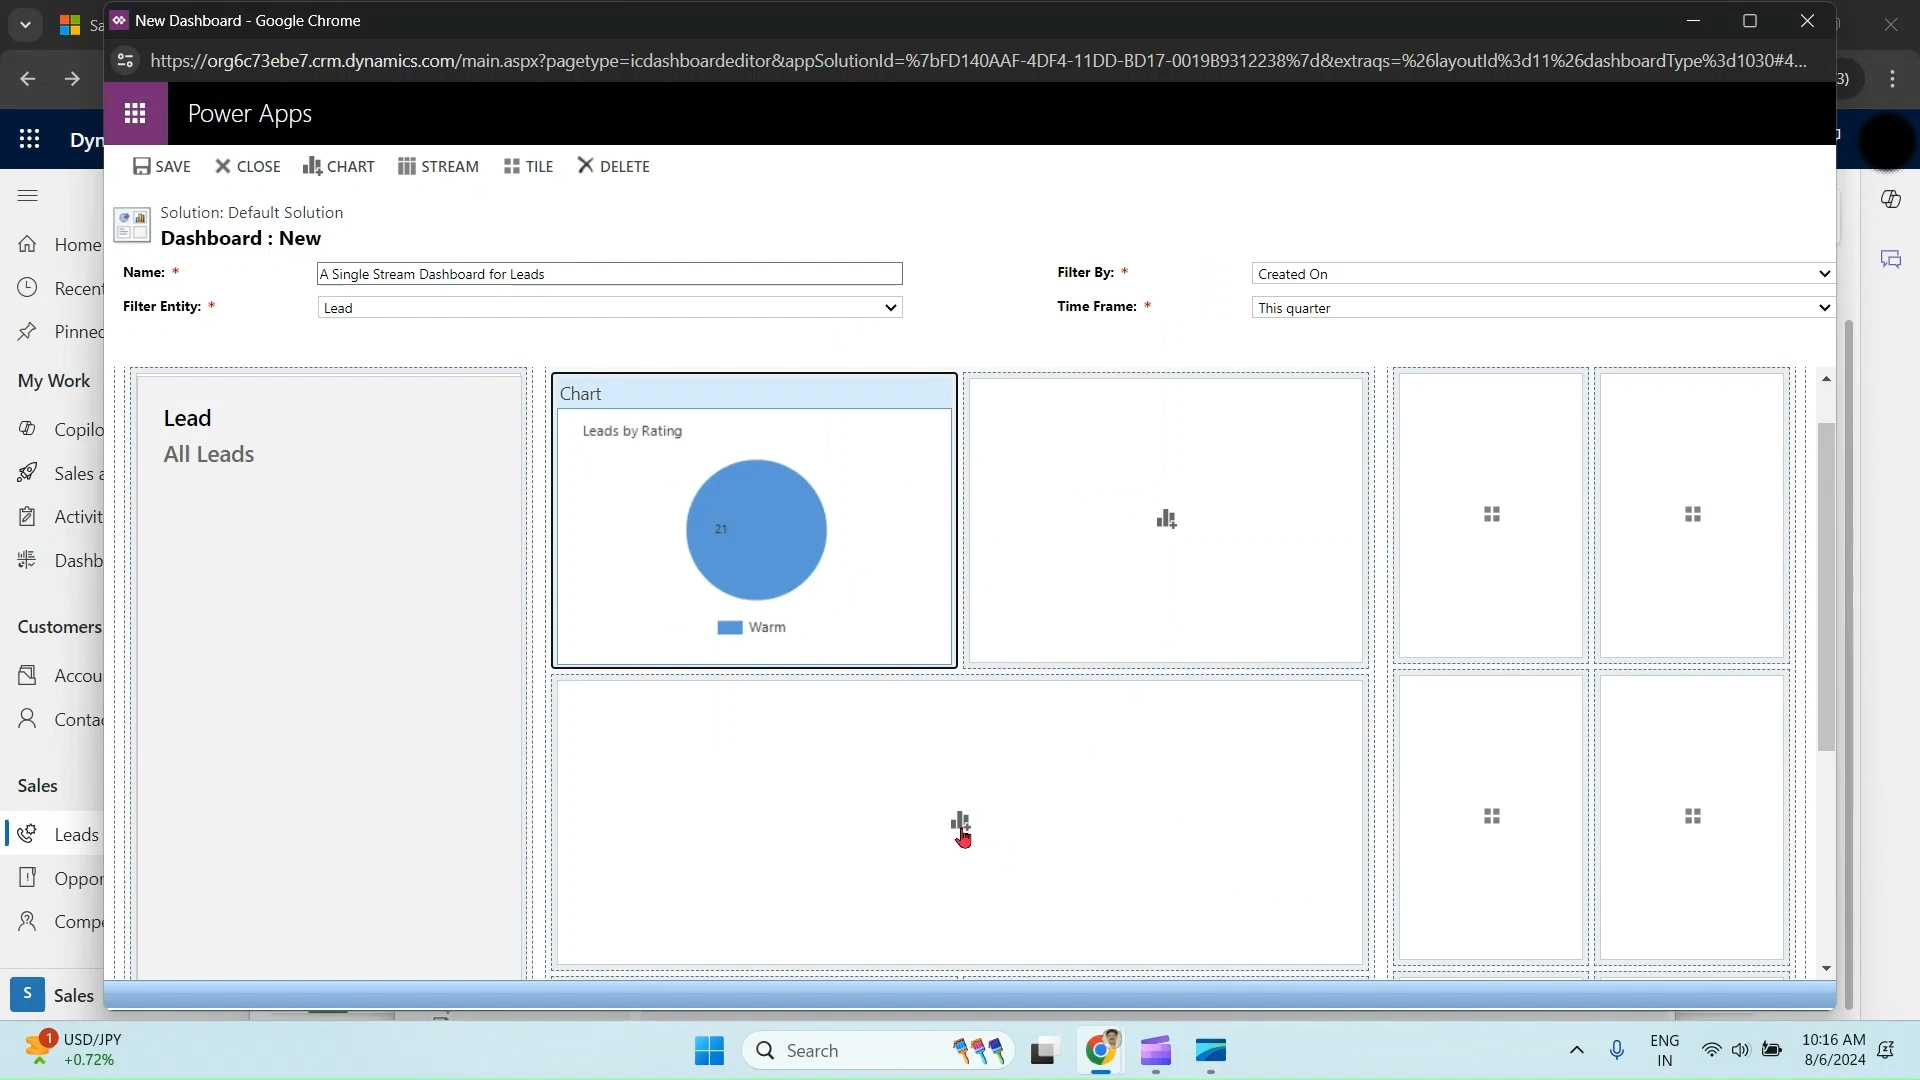 New Dashboard - Google Chrome
https://org6c73ebe7.crm.dynamics.com/main.aspx?pagetype=icdashboardeditor&appSolutionId=%7bFD140AAF-4DF4-11DD-BD17-0019B9312238%7d&extraqs=%26layoutId%3d11%26dashboardType%3d1030#4...
3)
Dyn
Power Apps
SAVE
CLOSE
CHART
STREAM
TILE
DELETE
Solution: Default Solution
Dashboard : New
Name: *
A Single Stream Dashboard for Leads
Filter By: *
Created On
Filter Entity: *
Lead
Time Frame: *
This quarter
Home
Recent
Pinned
My Work
Copilo
Sales a
Activit
Dashb
Customers
Accou
Contac
Sales
Leads
Oppor
Compe
S
Sales
Lead
All Leads
Chart
Leads by Rating
21
Warm
1
USD/JPY
+0.72%
Search
ENG
IN
10:16 AM
8/6/2024